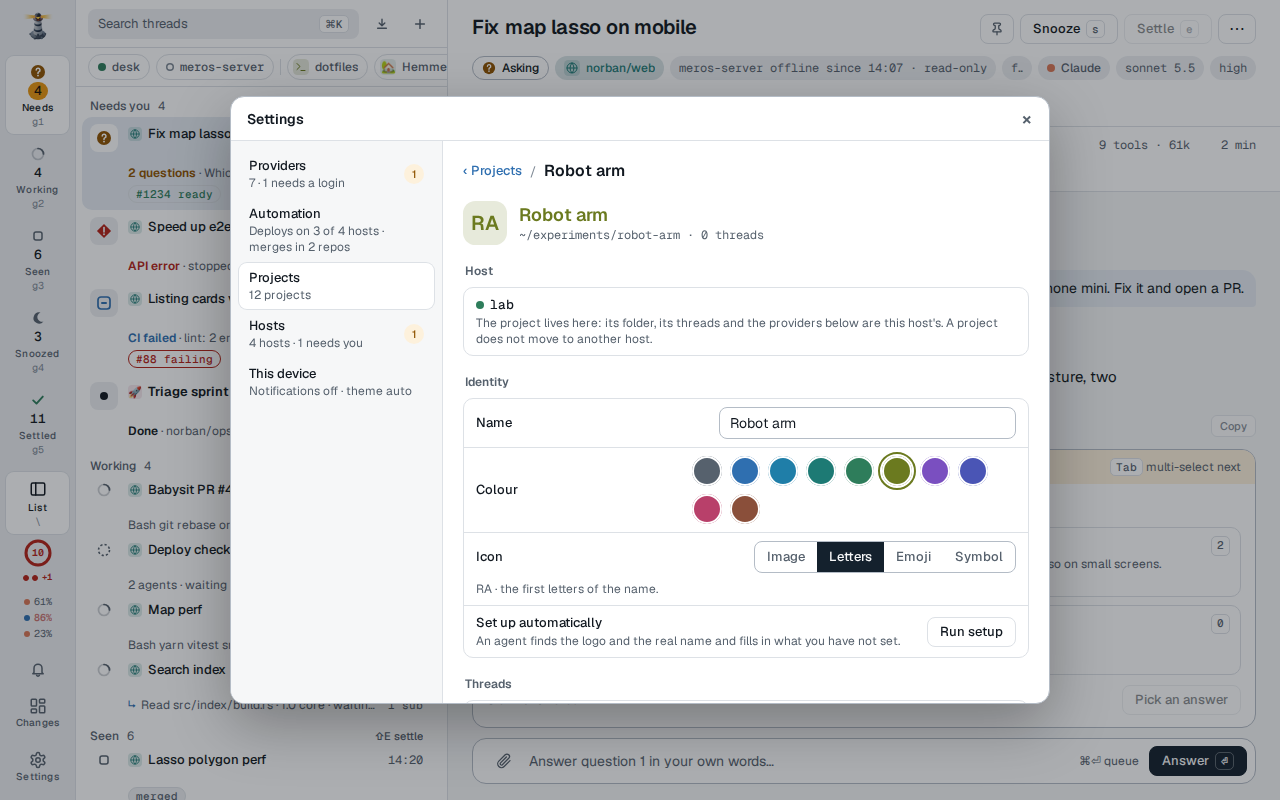 Search threads ⌘K
desk
meros-server
dotfiles
Hemme
4
Needs
g1
4
Working
g2
6
Seen
g3
3
Snoozed
g4
11
Settled
g5
List
\
10
+1
61%
86%
23%
Changes
Settings
Needs you 4
Fix map lasso
2 questions · Whic
#1234 ready
Speed up e2e
API error · stopped
Listing cards
CI failed · lint: 2 er
#88 failing
Triage sprint
Done · norban/ops
Working 4
Babysit PR #4
Bash git rebase or
Deploy check
2 agents · waiting
Map perf
Bash yarn vitest
Search index
↳ Read src/index/build.rs · 1.0 core · waitin… 1 sub
Seen 6 ⇧E settle
Lasso polygon perf 14:20
merged
Fix map lasso on mobile
Snooze s
Settle e
Asking
norban/web
meros-server offline since 14:07 · read-only
f…
Claude
sonnet 5.5
high
9 tools · 61k 2 min
none mini. Fix it and open a PR.
sture, two
Copy
Tab multi-select next
2
so on small screens.
0
Pick an answer
Answer question 1 in your own words…
⌘⏎ queue
Answer ⏎
Settings
×
Providers
7 · 1 needs a login
1
Automation
Deploys on 3 of 4 hosts ·
merges in 2 repos
Projects
12 projects
Hosts
4 hosts · 1 needs you
1
This device
Notifications off · theme auto
‹ Projects / Robot arm
RA
Robot arm
~/experiments/robot-arm · 0 threads
Host
lab
The project lives here: its folder, its threads and the providers below are this host's. A project
does not move to another host.
Identity
Name
Robot arm
Colour
Icon
Image Letters Emoji Symbol
RA · the first letters of the name.
Set up automatically
An agent finds the logo and the real name and fills in what you have not set.
Run setup
Threads